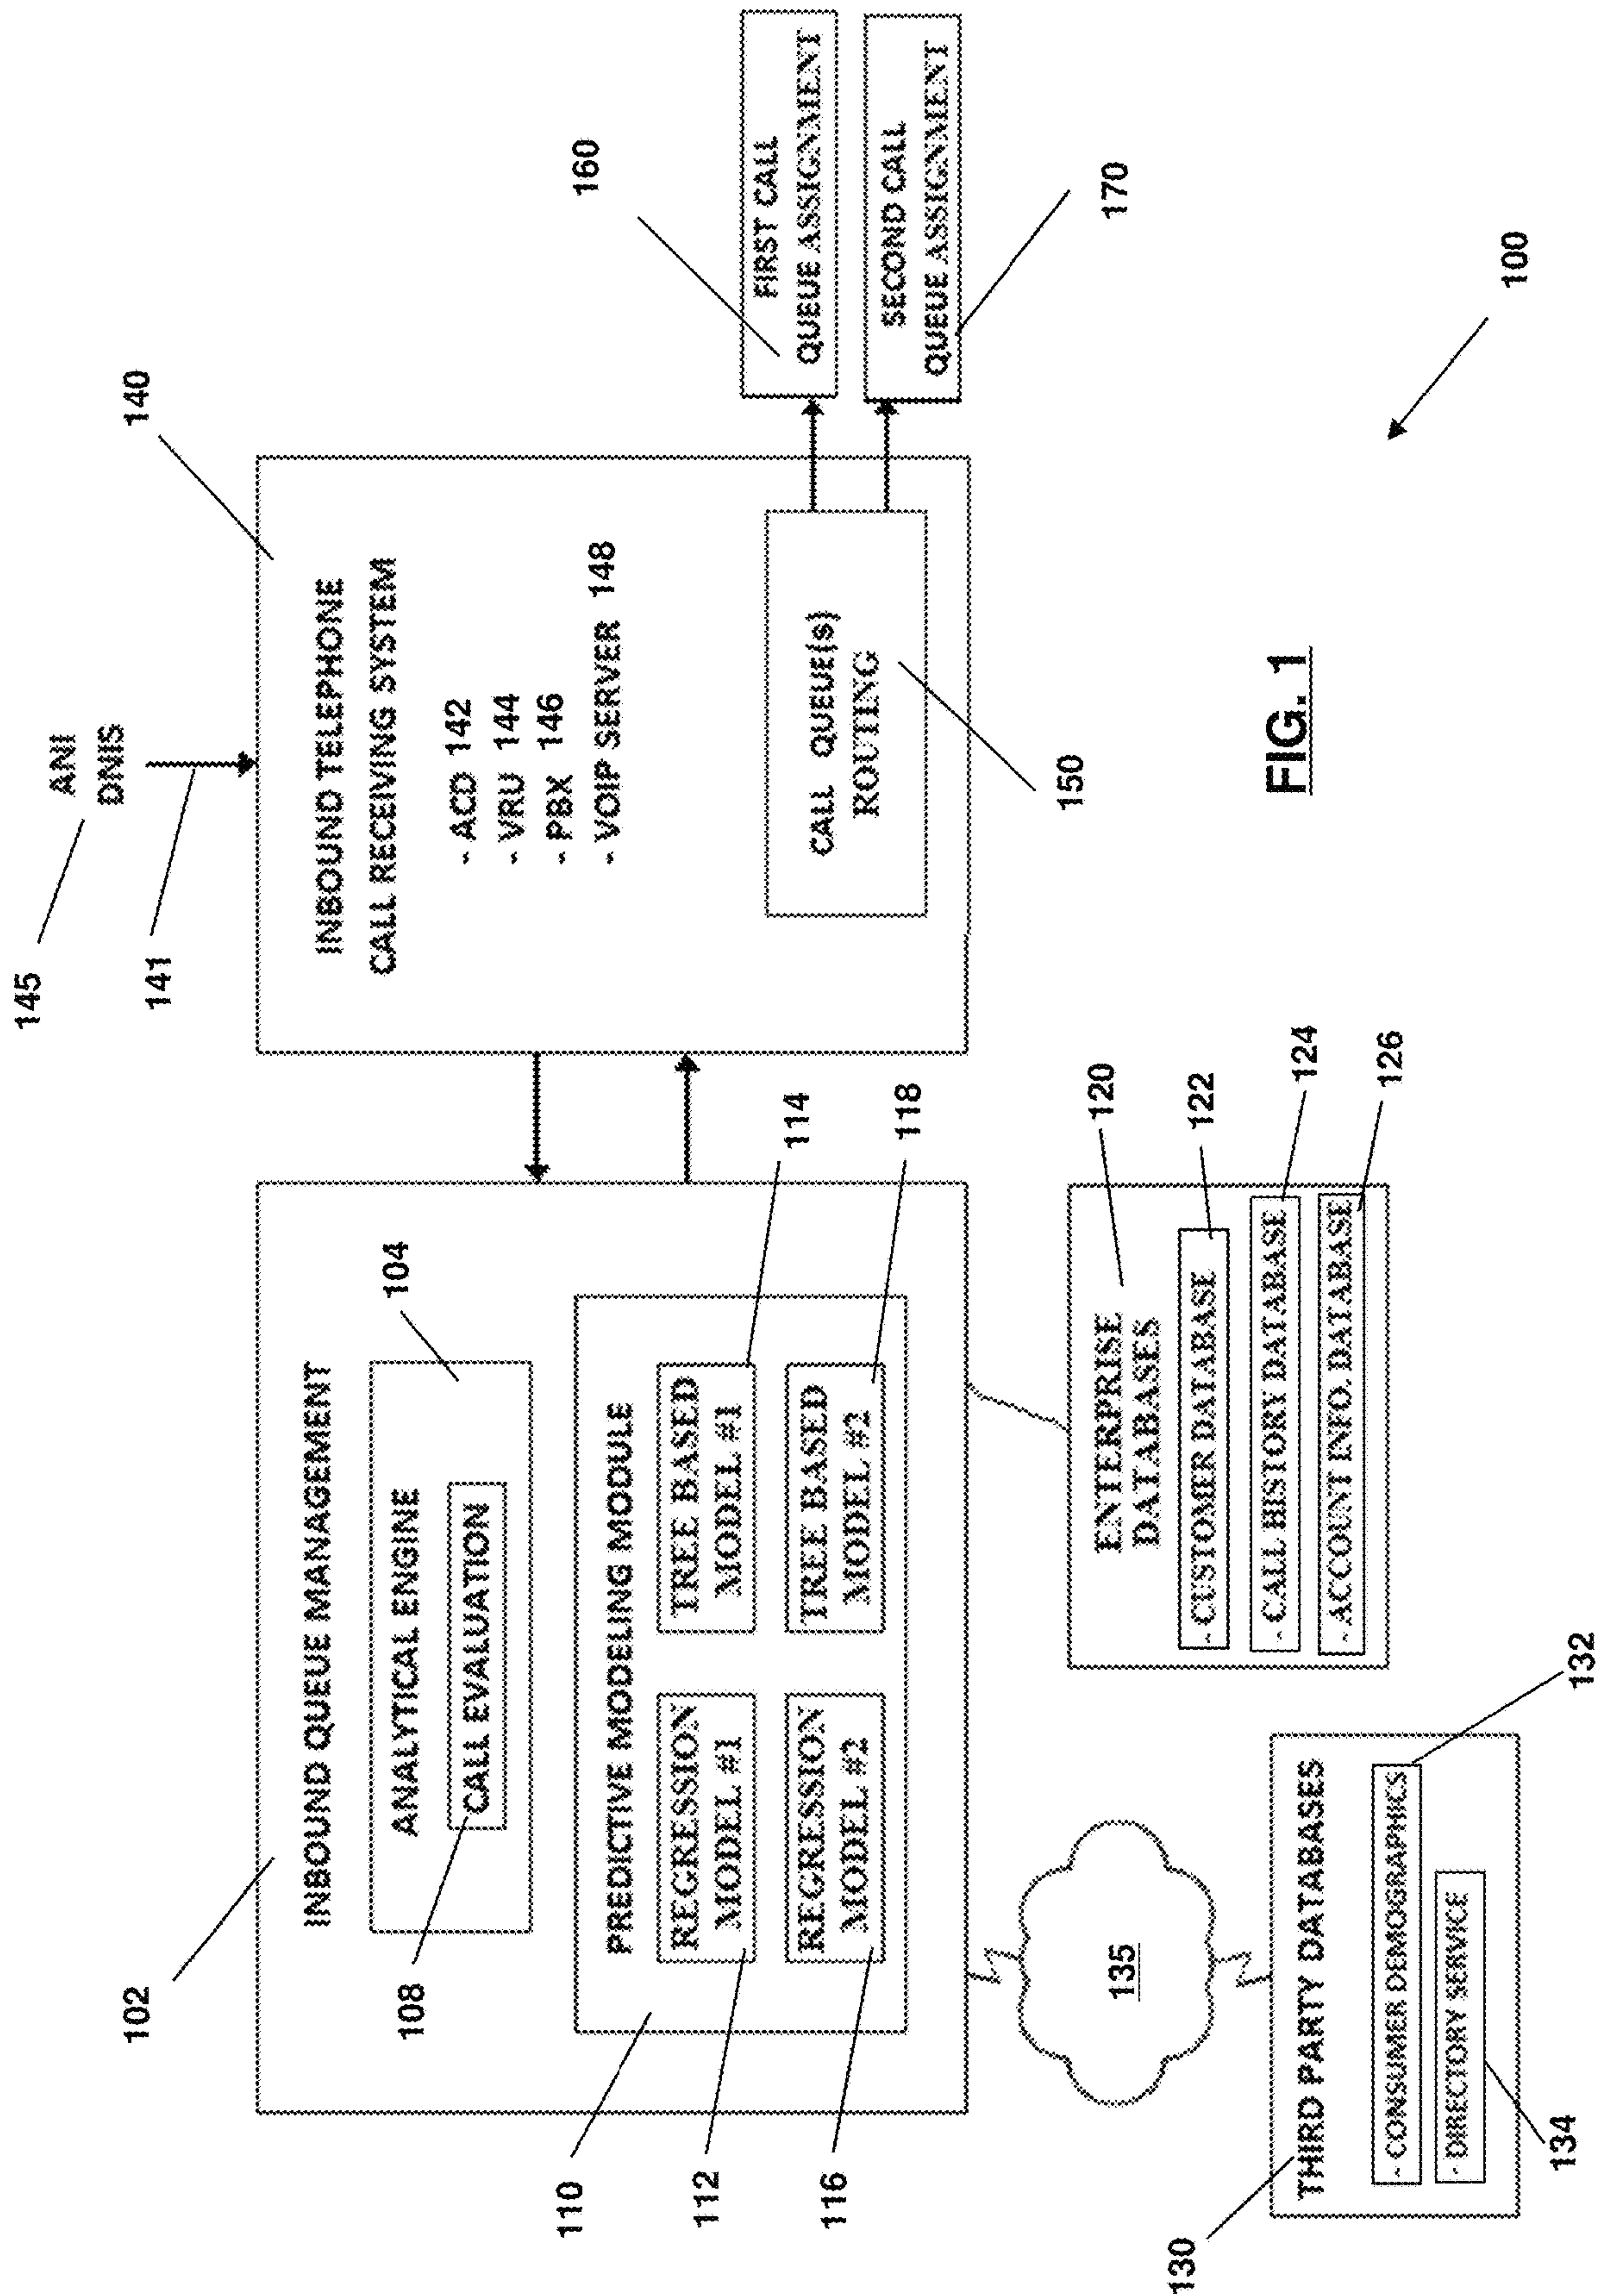 ANI
DNIS
145
141
140
INBOUND TELEPHONE
CALL RECEIVING SYSTEM
- ACD 142
- VRU 144
- PBX 146
- VOIP SERVER 148
CALL QUEUE(S)
ROUTING
150
160
FIRST CALL
QUEUE ASSIGNMENT
SECOND CALL
QUEUE ASSIGNMENT
170
100
102
INBOUND QUEUE MANAGEMENT
104
ANALYTICAL ENGINE
CALL EVALUATION
108
PREDICTIVE MODELING MODULE
110
REGRESSION
MODEL #1
112
TREE BASED
MODEL #1
114
REGRESSION
MODEL #2
116
TREE BASED
MODEL #2
118
135
ENTERPRISE
DATABASES
120
- CUSTOMER DATABASE
122
- CALL HISTORY DATABASE
124
- ACCOUNT INFO. DATABASE
126
130
THIRD PARTY DATABASES
- CONSUMER DEMOGRAPHICS
132
- DIRECTORY SERVICE
134
FIG. 1